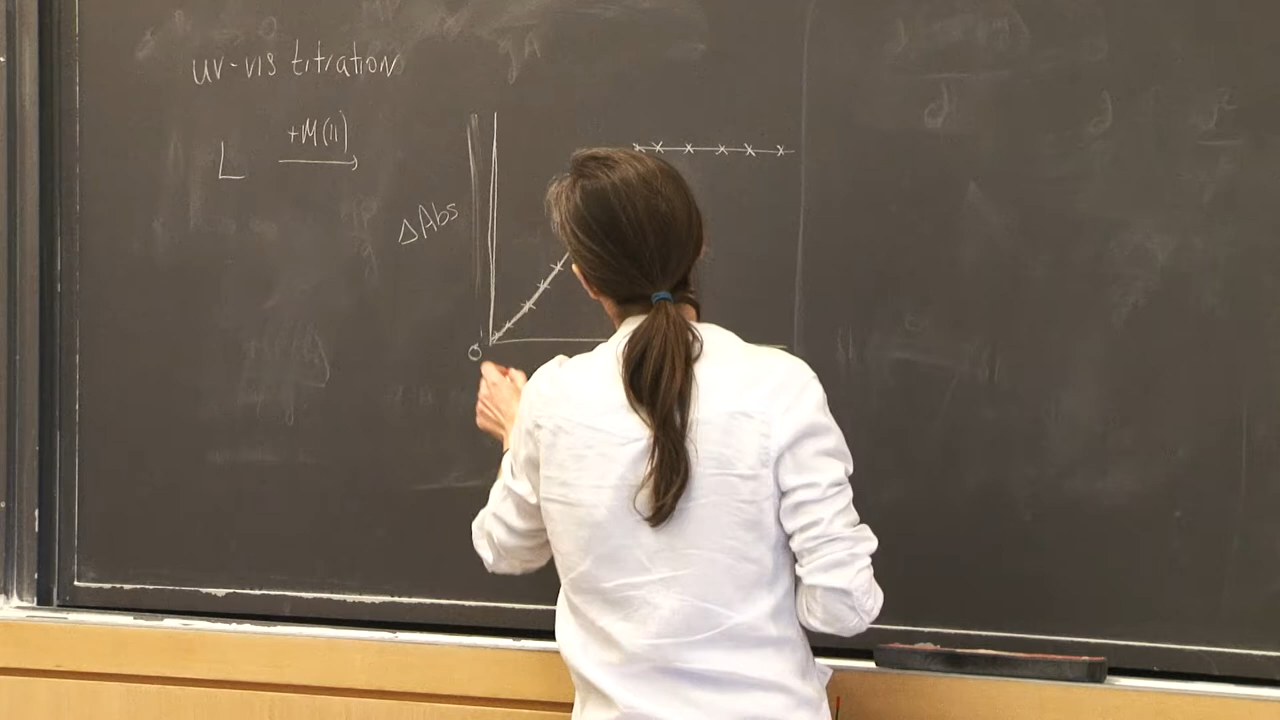 uv-vis titration
L +M(II) →
ΔAbs
0